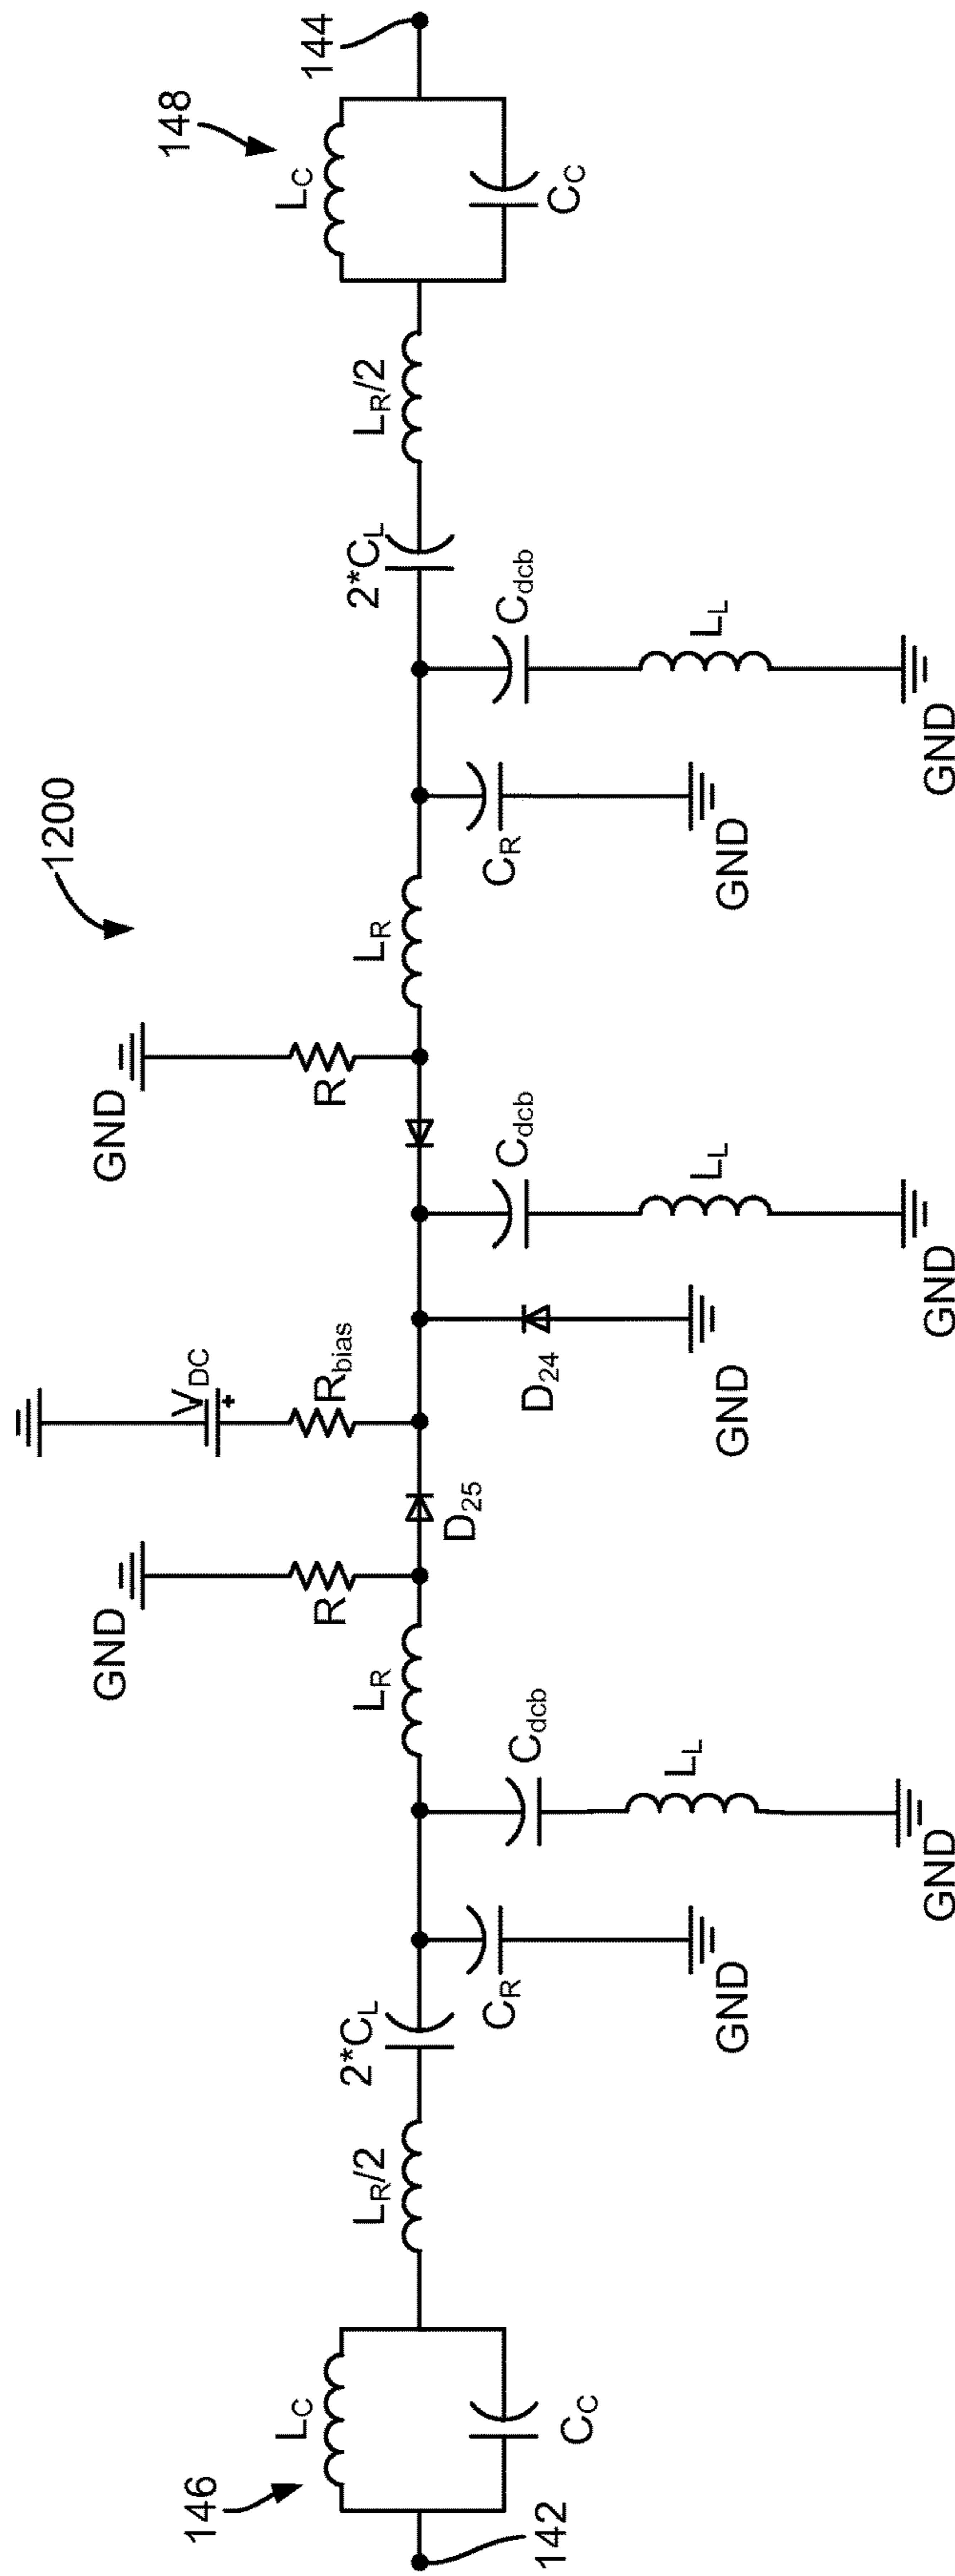 1200
146
142
L_C
C_C
L_R/2
2*C_L
C_R
GND
C_dcb
L_L
GND
L_R
GND
R
D_25
V_DC
+
R_bias
D_24
GND
C_dcb
L_L
GND
GND
R
L_R
C_R
GND
C_dcb
L_L
GND
2*C_L
L_R/2
148
L_C
C_C
144